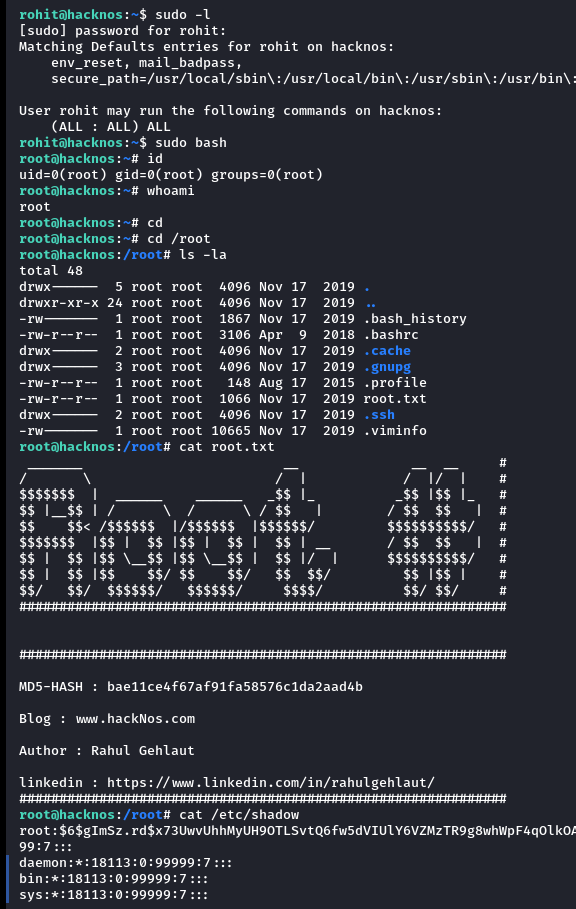 rohit@hacknos:~$ sudo -l
[sudo] password for rohit:
Matching Defaults entries for rohit on hacknos:
    env_reset, mail_badpass,
    secure_path=/usr/local/sbin\:/usr/local/bin\:/usr/sbin\:/usr/bin\:

User rohit may run the following commands on hacknos:
    (ALL : ALL) ALL
rohit@hacknos:~$ sudo bash
root@hacknos:~# id
uid=0(root) gid=0(root) groups=0(root)
root@hacknos:~# whoami
root
root@hacknos:~# cd
root@hacknos:~# cd /root
root@hacknos:/root# ls -la
total 48
drwx------  5 root root  4096 Nov 17  2019 .
drwxr-xr-x 24 root root  4096 Nov 17  2019 ..
-rw-------  1 root root  1867 Nov 17  2019 .bash_history
-rw-r--r--  1 root root  3106 Apr  9  2018 .bashrc
drwx------  2 root root  4096 Nov 17  2019 .cache
drwx------  3 root root  4096 Nov 17  2019 .gnupg
-rw-r--r--  1 root root   148 Aug 17  2015 .profile
-rw-r--r--  1 root root  1066 Nov 17  2019 root.txt
drwx------  2 root root  4096 Nov 17  2019 .ssh
-rw-------  1 root root 10665 Nov 17  2019 .viminfo
root@hacknos:/root# cat root.txt
 _______                         __              __  __     #
/       \                       /  |            /  |/  |    #
$$$$$$$  |  ______    ______   _$$ |_          _$$ |$$ |_   #
$$ |__$$ | /      \  /      \ / $$   |        / $$  $$   |  #
$$    $$< /$$$$$$  |/$$$$$$  |$$$$$$/         $$$$$$$$$$/   #
$$$$$$$  |$$ |  $$ |$$ |  $$ |  $$ | __       / $$  $$   |  #
$$ |  $$ |$$ \__$$ |$$ \__$$ |  $$ |/  |      $$$$$$$$$$/   #
$$ |  $$ |$$    $$/ $$    $$/   $$  $$/         $$ |$$ |    #
$$/   $$/  $$$$$$/   $$$$$$/     $$$$/          $$/ $$/     #
#############################################################

#############################################################

MD5-HASH : bae11ce4f67af91fa58576c1da2aad4b

Blog : www.hackNos.com

Author : Rahul Gehlaut

linkedin : https://www.linkedin.com/in/rahulgehlaut/
#############################################################
root@hacknos:/root# cat /etc/shadow
root:$6$gImSz.rd$x73UwvUhhMyUH9OTLSvtQ6fw5dVIUlY6VZMzTR9g8whWpF4qOlkOA
99:7:::
daemon:*:18113:0:99999:7:::
bin:*:18113:0:99999:7:::
sys:*:18113:0:99999:7:::